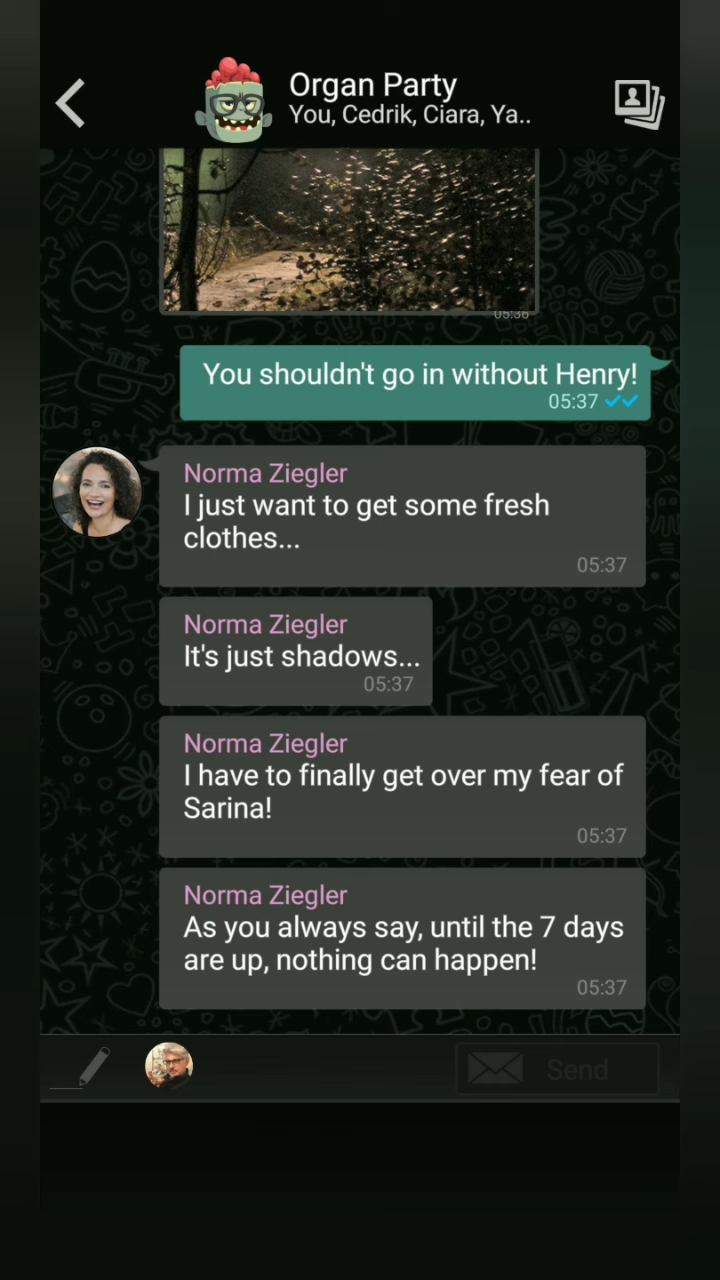 Organ Party
You, Cedrik, Ciara, Ya..
05:36
You shouldn't go in without Henry!
05:37
Norma Ziegler
I just want to get some fresh
clothes...
05:37
Norma Ziegler
It's just shadows...
05:37
Norma Ziegler
I have to finally get over my fear of
Sarina!
05:37
Norma Ziegler
As you always say, until the 7 days
are up, nothing can happen!
05:37
Send